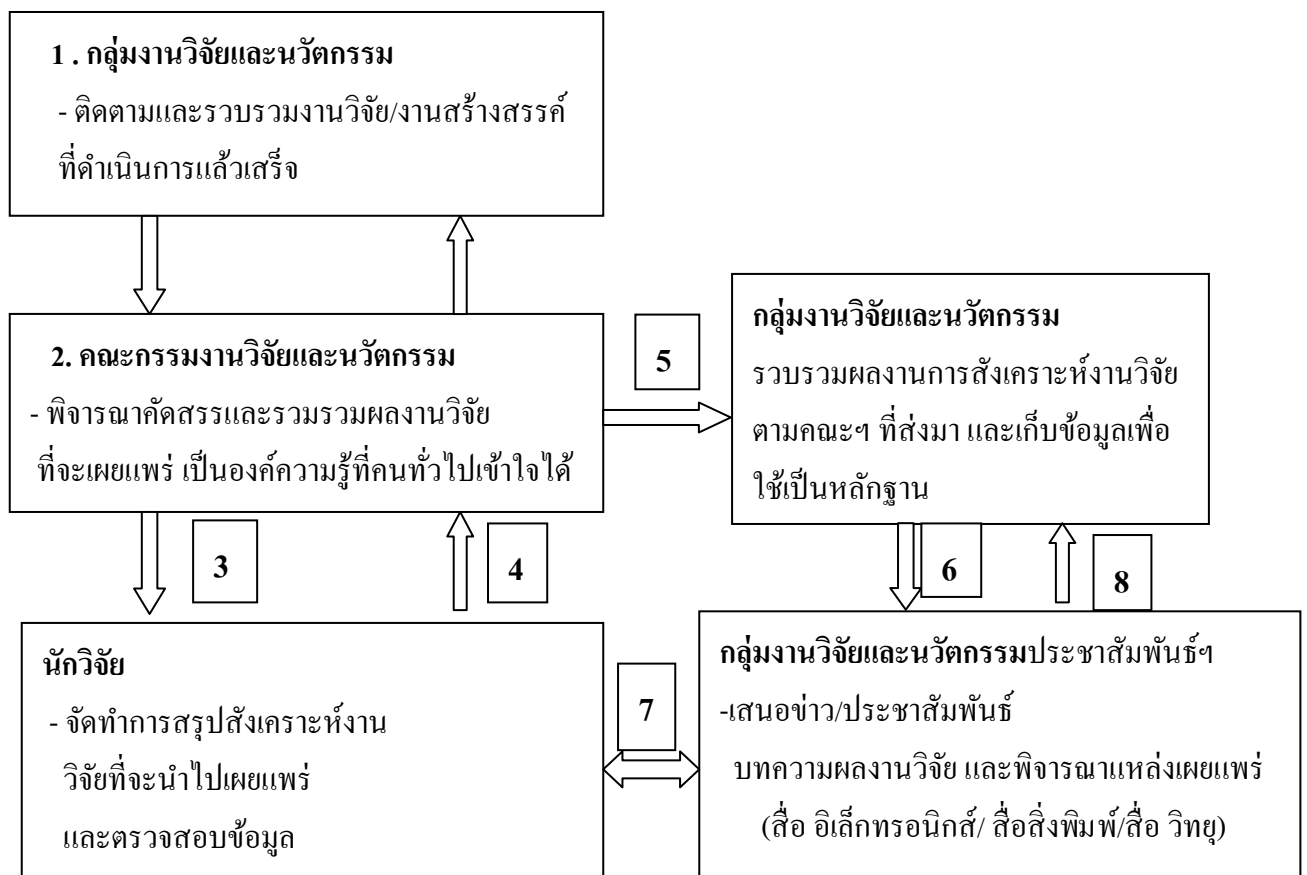 1 . กลุ่มงานวิจัยและนวัตกรรม
- ติดตามและรวบรวมงานวิจัย/งานสร้างสรรค์
ที่ดำเนินการแล้วเสร็จ
2. คณะกรรมงานวิจัยและนวัตกรรม
- พิจารณาคัดสรรและรวมรวมผลงานวิจัย
ที่จะเผยแพร่ เป็นองค์ความรู้ที่คนทั่วไปเข้าใจได้
5
กลุ่มงานวิจัยและนวัตกรรม
รวบรวมผลงานการสังเคราะห์งานวิจัย
ตามคณะฯ ที่ส่งมา และเก็บข้อมูลเพื่อ
ใช้เป็นหลักฐาน
3
4
6
8
นักวิจัย
- จัดทำการสรุปสังเคราะห์งาน
วิจัยที่จะนำไปเผยแพร่
และตรวจสอบข้อมูล
7
กลุ่มงานวิจัยและนวัตกรรมประชาสัมพันธ์ฯ
-เสนอข่าว/ประชาสัมพันธ์
บทความผลงานวิจัย และพิจารณาแหล่งเผยแพร่
(สื่อ อิเล็กทรอนิกส์/ สื่อสิ่งพิมพ์/สื่อ วิทยุ)